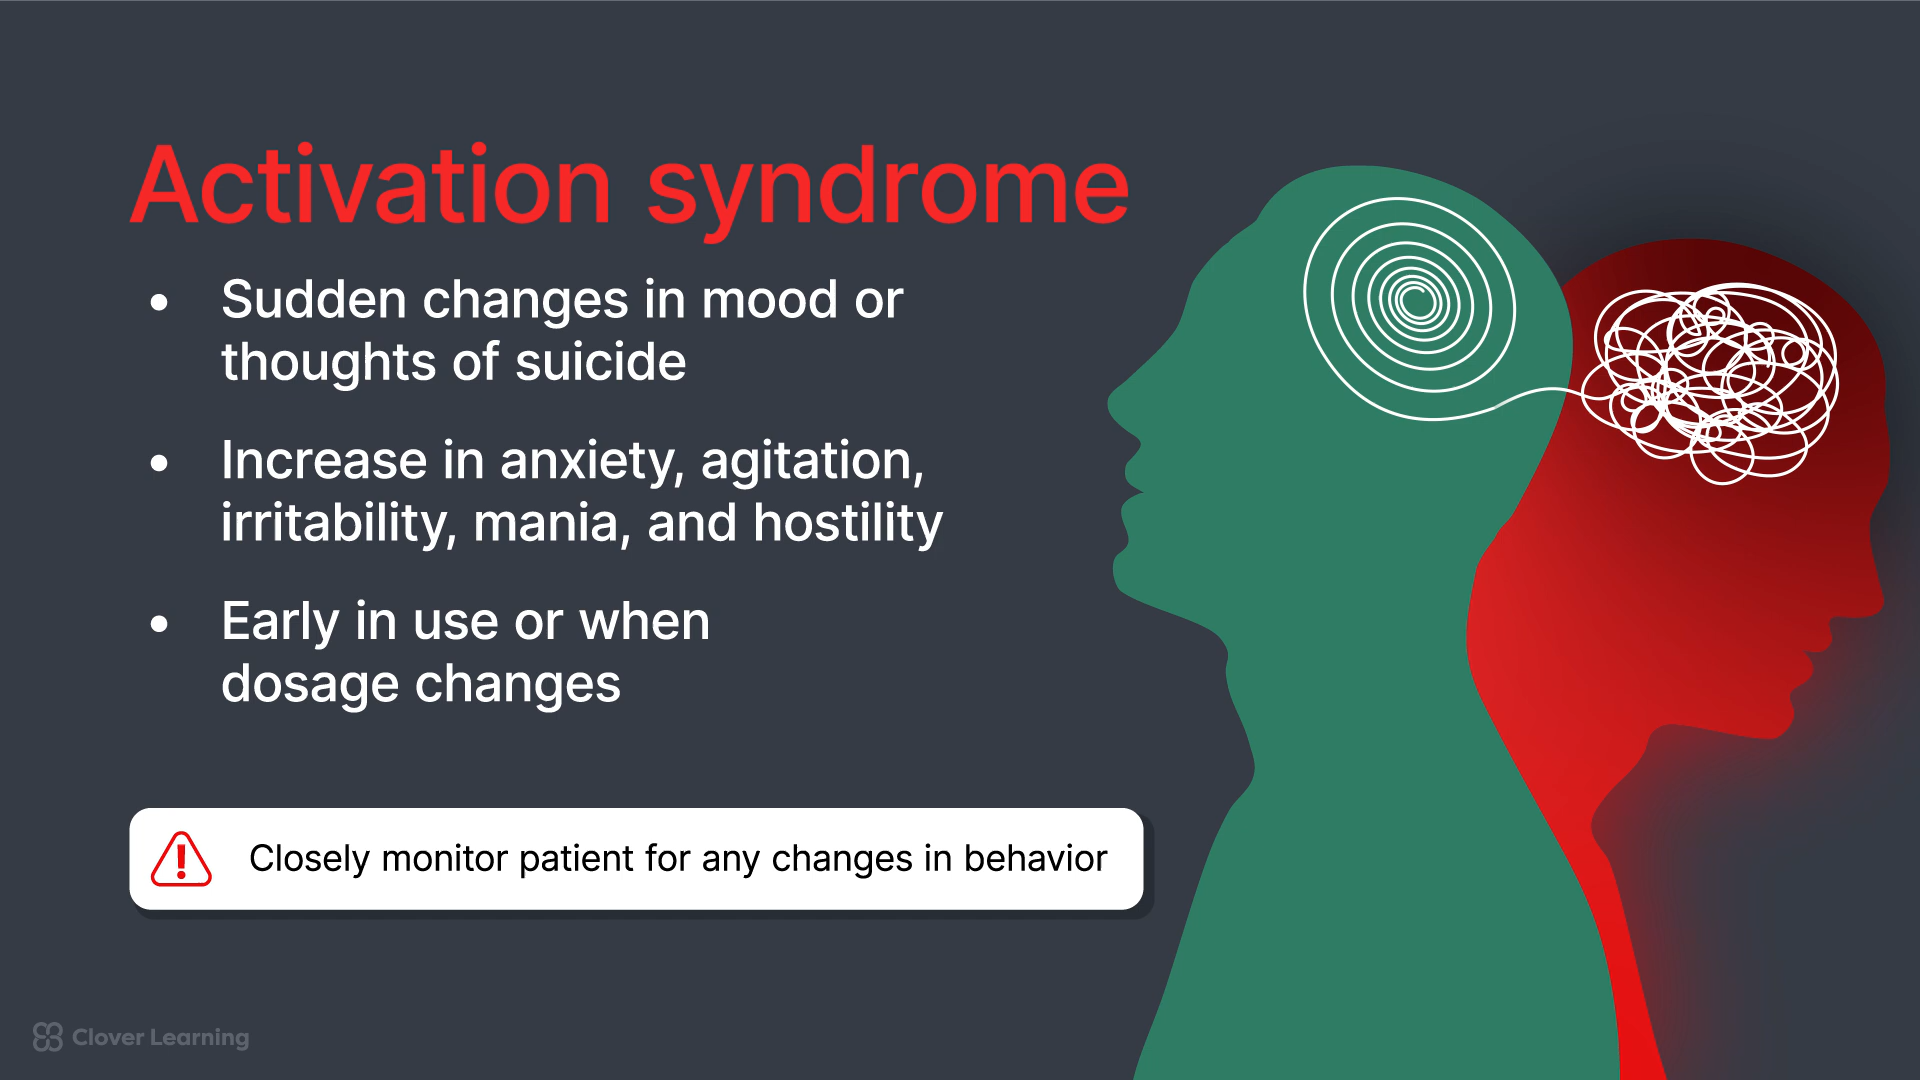 Activation syndrome
• Sudden changes in mood or
thoughts of suicide
• Increase in anxiety, agitation,
irritability, mania, and hostility
• Early in use or when
dosage changes
Closely monitor patient for any changes in behavior
Clover Learning